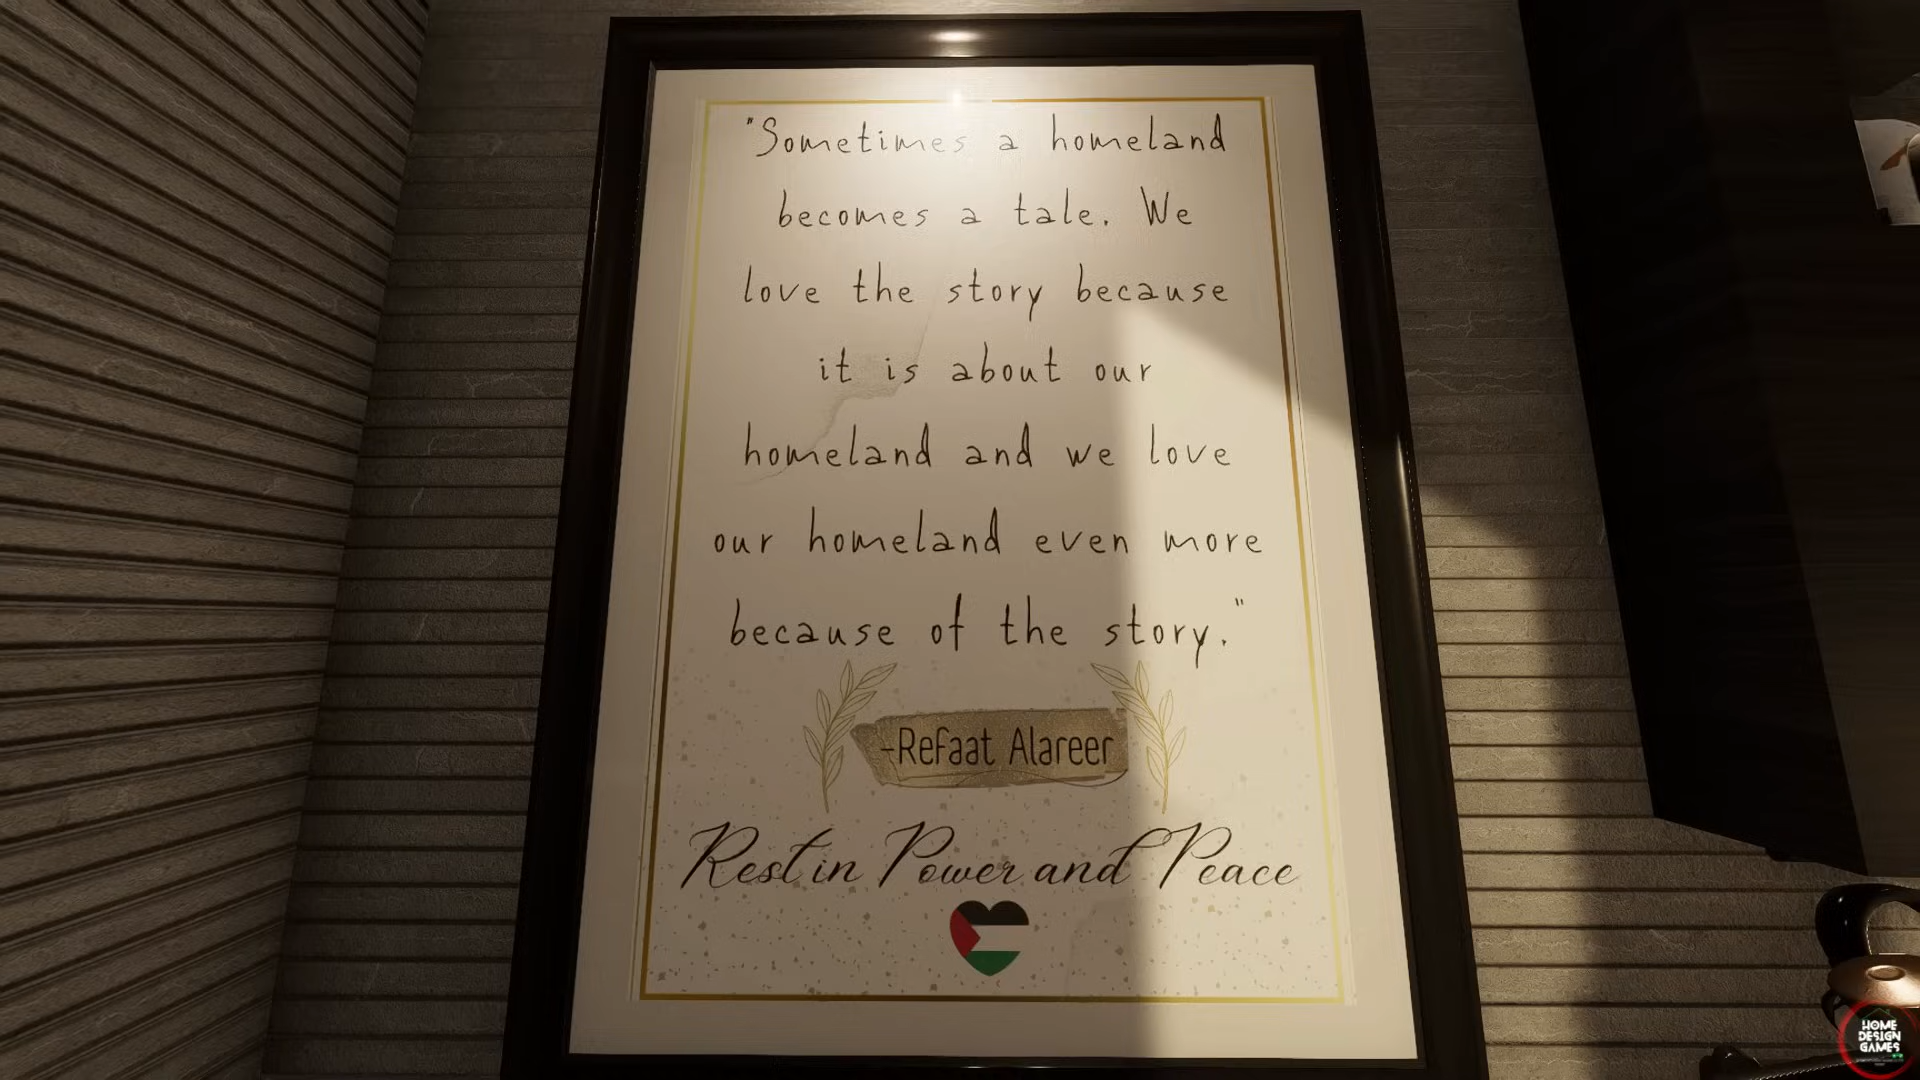 "Sometimes a homeland
becomes a tale. We
love the story because
it is about our
homeland and we love
our homeland even more
because of the story."
-Refaat Alareer
Rest in Power and Peace
HOME
DESIGN
GAMES